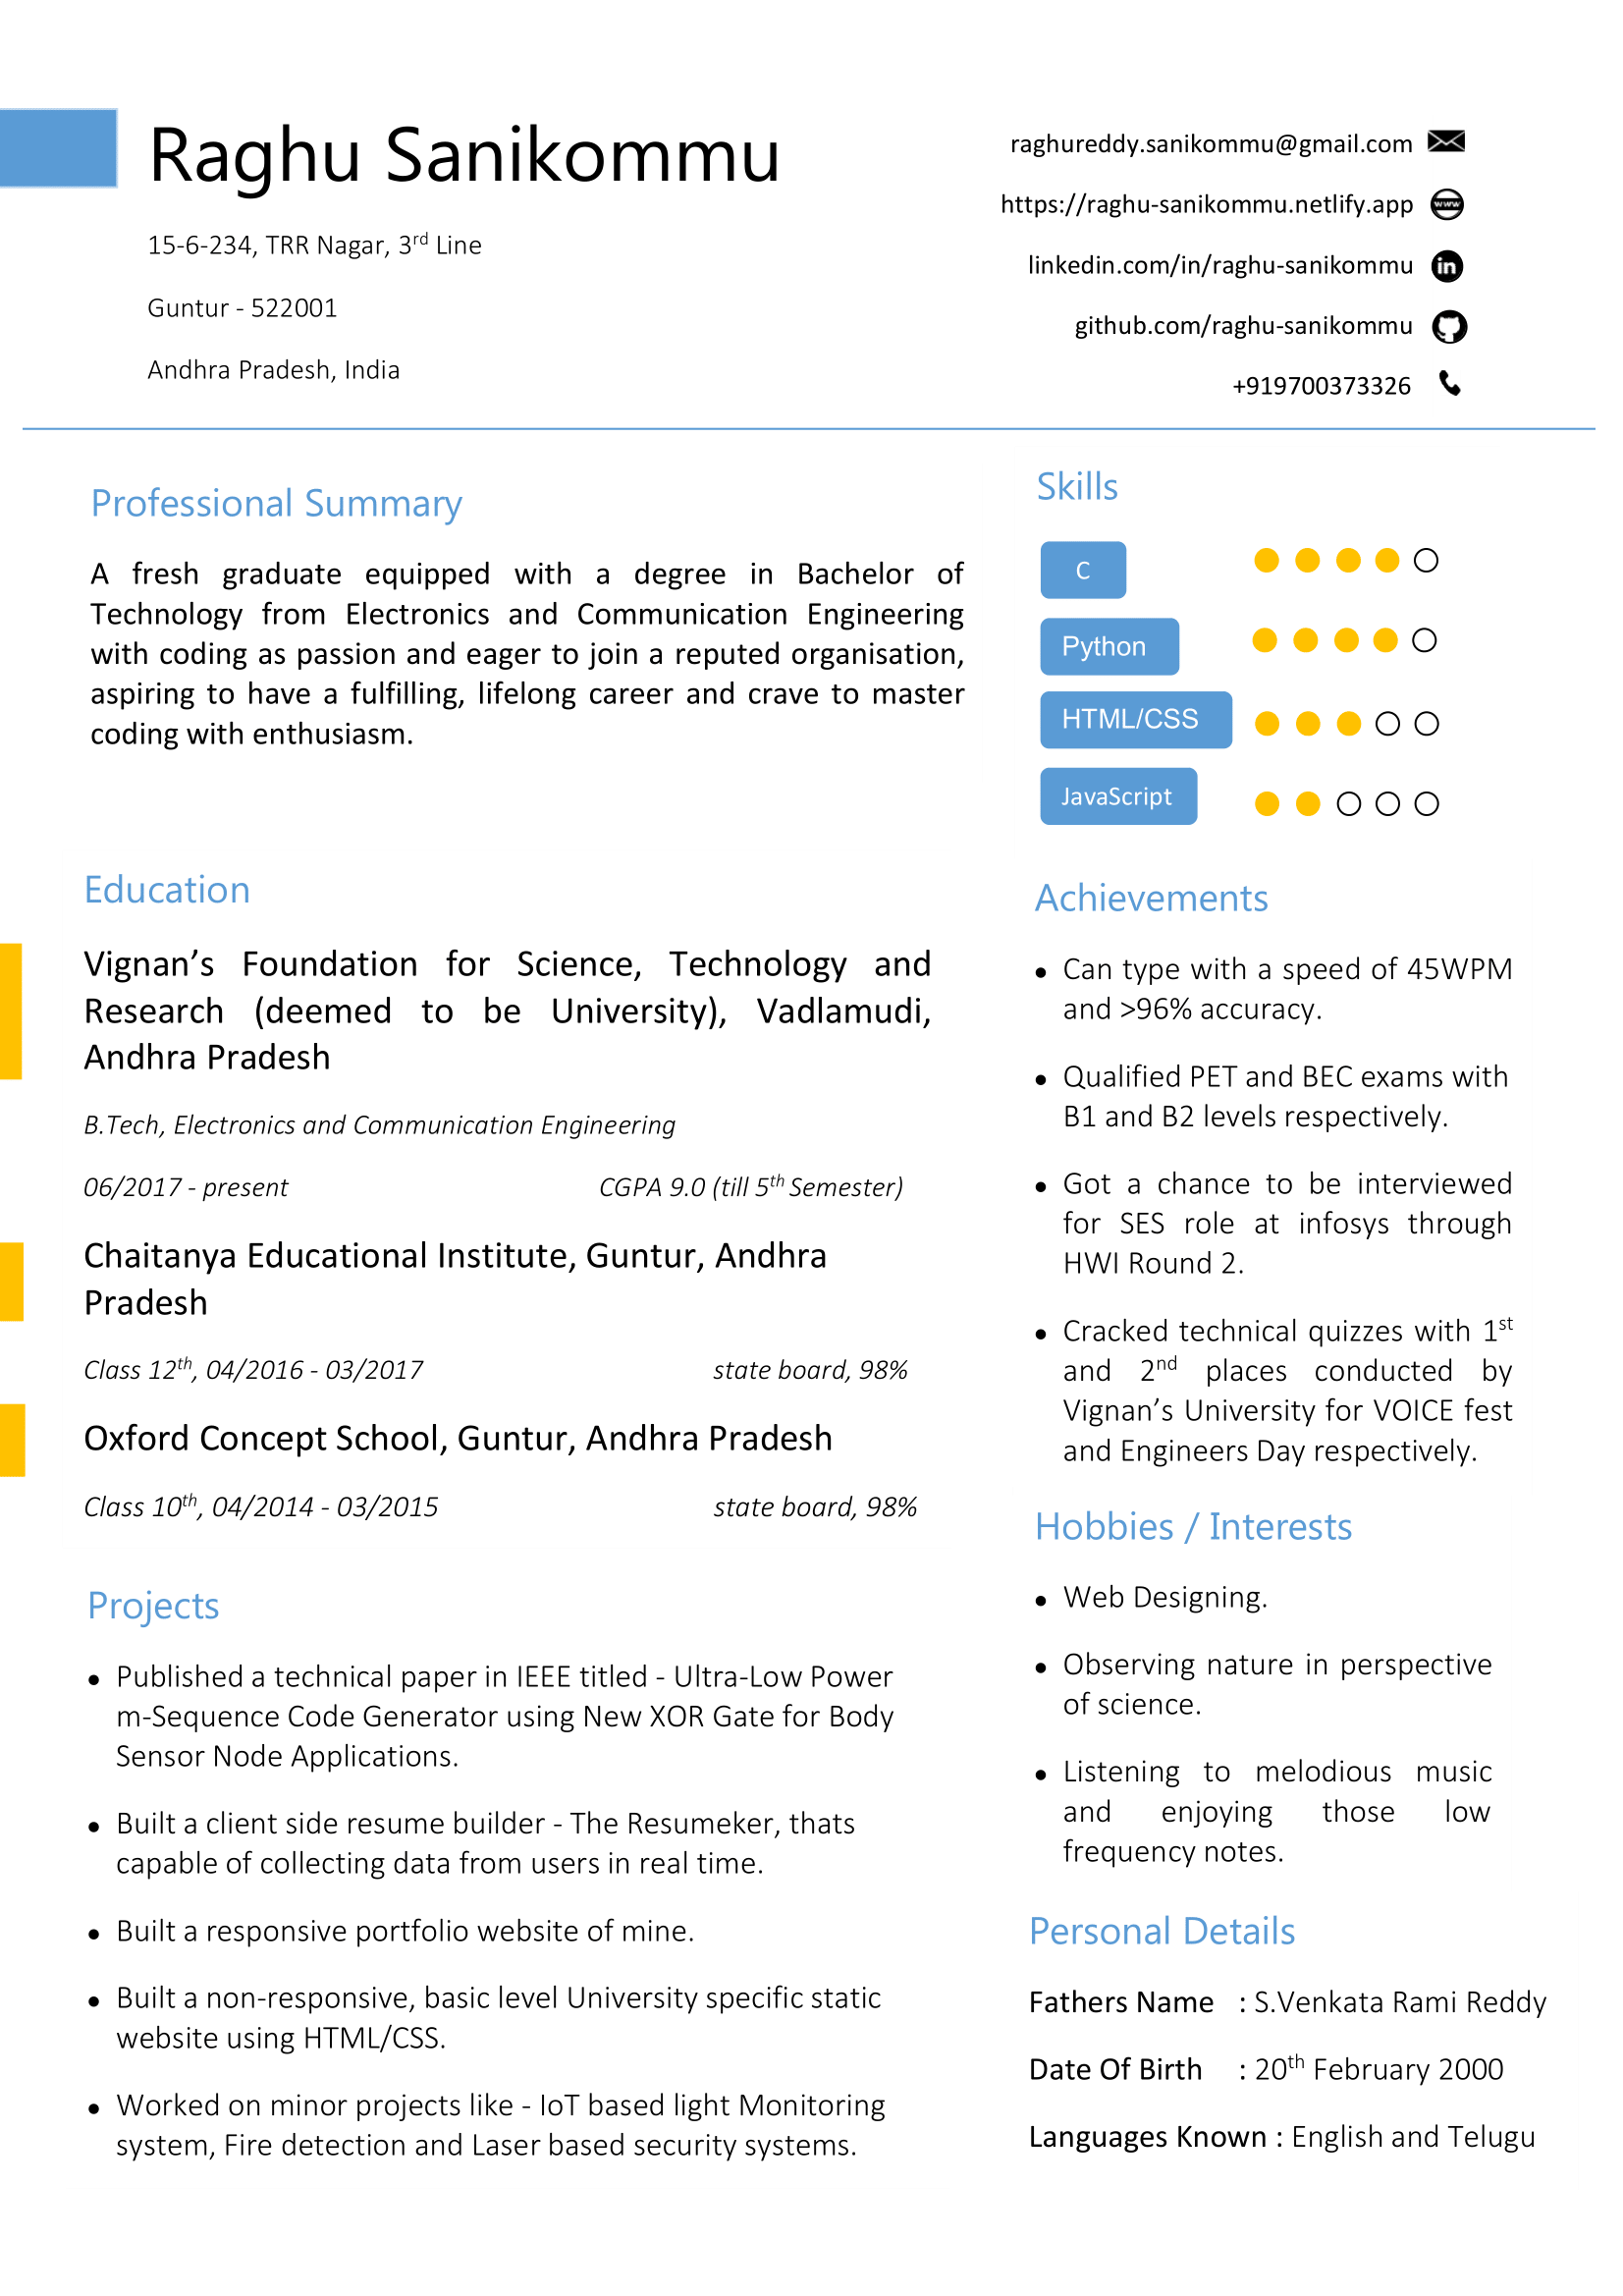 Raghu Sanikommu
15-6-234, TRR Nagar, 3rd Line
Guntur - 522001
Andhra Pradesh, India
raghureddy.sanikommu@gmail.com
https://raghu-sanikommu.netlify.app
www
linkedin.com/in/raghu-sanikommu
in
github.com/raghu-sanikommu
+919700373326
Professional Summary
A fresh graduate equipped with a degree in Bachelor of
Technology from Electronics and Communication Engineering
with coding as passion and eager to join a reputed organisation,
aspiring to have a fulfilling, lifelong career and crave to master
coding with enthusiasm.
Education
Vignan’s Foundation for Science, Technology and
Research (deemed to be University), Vadlamudi,
Andhra Pradesh
B.Tech, Electronics and Communication Engineering
06/2017 - present CGPA 9.0 (till 5th Semester)
Chaitanya Educational Institute, Guntur, Andhra
Pradesh
Class 12th, 04/2016 - 03/2017 state board, 98%
Oxford Concept School, Guntur, Andhra Pradesh
Class 10th, 04/2014 - 03/2015 state board, 98%
Projects
• Published a technical paper in IEEE titled - Ultra-Low Power
m-Sequence Code Generator using New XOR Gate for Body
Sensor Node Applications.
• Built a client side resume builder - The Resumeker, thats
capable of collecting data from users in real time.
• Built a responsive portfolio website of mine.
• Built a non-responsive, basic level University specific static
website using HTML/CSS.
• Worked on minor projects like - IoT based light Monitoring
system, Fire detection and Laser based security systems.
Skills
C
Python
HTML/CSS
JavaScript
Achievements
• Can type with a speed of 45WPM
and >96% accuracy.
• Qualified PET and BEC exams with
B1 and B2 levels respectively.
• Got a chance to be interviewed
for SES role at infosys through
HWI Round 2.
• Cracked technical quizzes with 1st
and 2nd places conducted by
Vignan’s University for VOICE fest
and Engineers Day respectively.
Hobbies / Interests
• Web Designing.
• Observing nature in perspective
of science.
• Listening to melodious music
and enjoying those low
frequency notes.
Personal Details
Fathers Name : S.Venkata Rami Reddy
Date Of Birth : 20th February 2000
Languages Known : English and Telugu